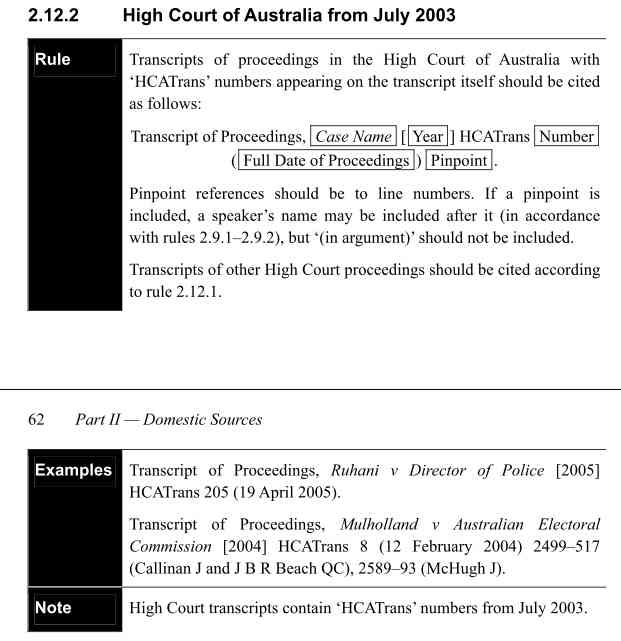 2.12.2 High Court of Australia from July 2003
Rule Transcripts of proceedings in the High Court of Australia with
‘HCATrans’ numbers appearing on the transcript itself should be cited
as follows:
Transcript of Proceedings, Case Name [ Year ] HCATrans Number
( Full Date of Proceedings ) Pinpoint .
Pinpoint references should be to line numbers. If a pinpoint is
included, a speaker’s name may be included after it (in accordance
with rules 2.9.1–2.9.2), but ‘(in argument)’ should not be included.
Transcripts of other High Court proceedings should be cited according
to rule 2.12.1.
62 Part II — Domestic Sources
Examples Transcript of Proceedings, Ruhani v Director of Police [2005]
HCATrans 205 (19 April 2005).
Transcript of Proceedings, Mulholland v Australian Electoral
Commission [2004] HCATrans 8 (12 February 2004) 2499–517
(Callinan J and J B R Beach QC), 2589–93 (McHugh J).
Note High Court transcripts contain ‘HCATrans’ numbers from July 2003.